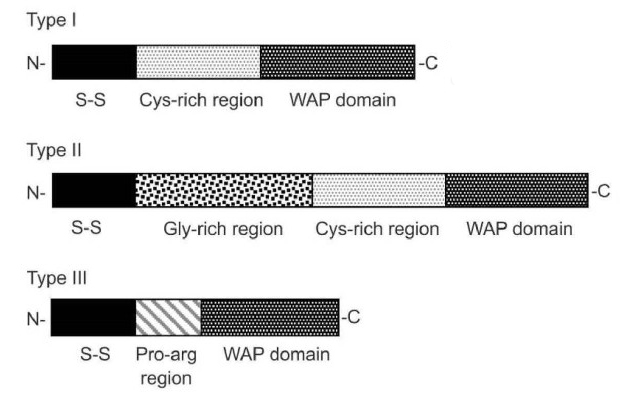 Type I
N- -C
S-S Cys-rich region WAP domain
Type II
N- -C
S-S Gly-rich region Cys-rich region WAP domain
Type III
N- -C
S-S Pro-arg region WAP domain